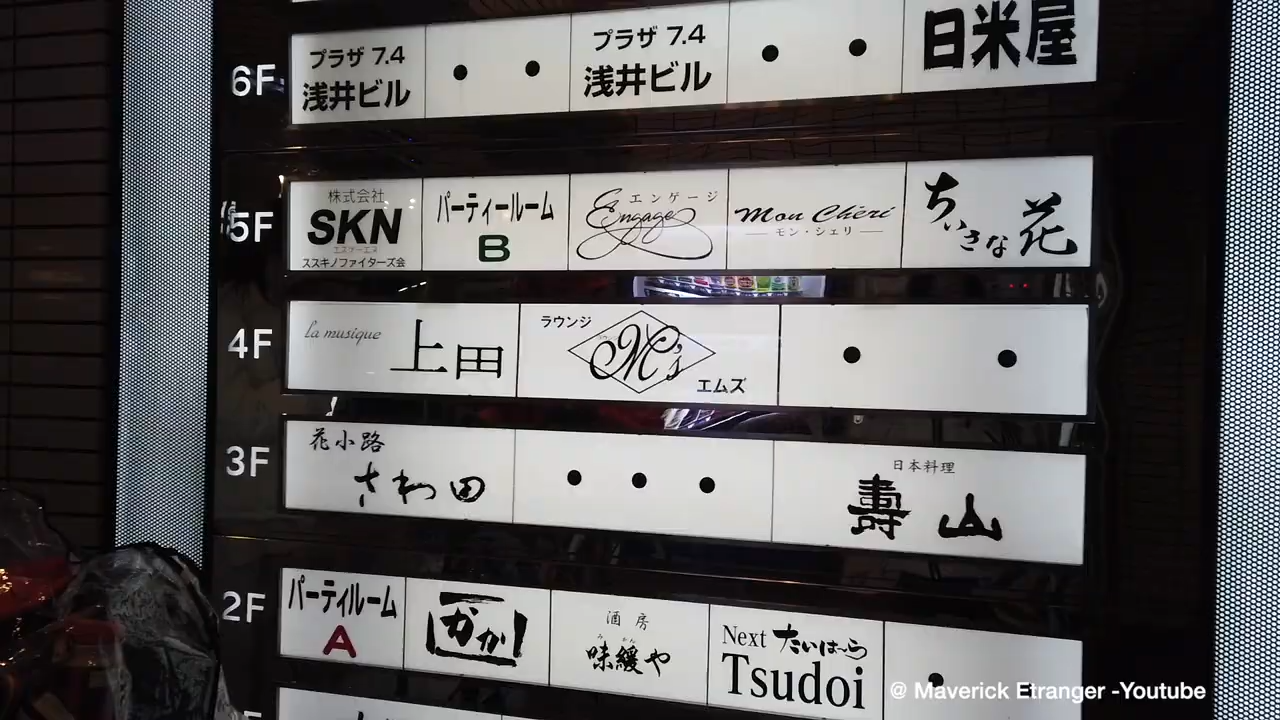 6F
プラザ 7.4
浅井ビル
プラザ 7.4
浅井ビル
日米屋
5F
株式会社
SKN
エスケーエヌ
ススキノファイターズ会
パーティールーム
B
エンゲージ
Engage
Mon Chéri
モン・シェリ
ちいさな花
4F
La musique
上田
ラウンジ
M's
エムズ
3F
花小路
さわ田
日本料理
壽山
2F
パーティルーム
A
酒房
味緩や
Next たいはーら
Tsudoi
@ Maverick Etranger -Youtube